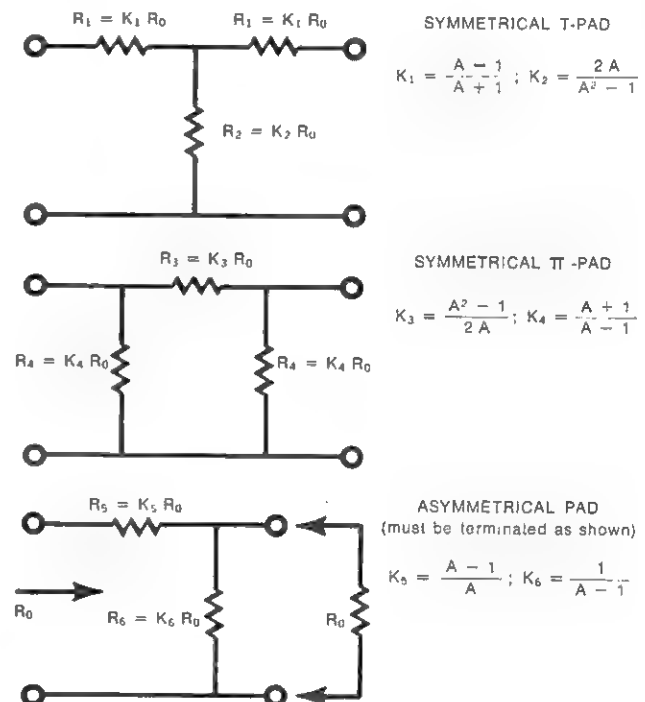 R₁ = K₁ R₀ R₁ = K₁ R₀
SYMMETRICAL T-PAD
K₁ = (A − 1)/(A + 1) ; K₂ = 2 A/(A² − 1)
R₂ = K₂ R₀
R₃ = K₃ R₀
SYMMETRICAL π -PAD
K₃ = (A² − 1)/(2 A) ; K₄ = (A + 1)/(A − 1)
R₄ = K₄ R₀ R₄ = K₄ R₀
R₅ = K₅ R₀
ASYMMETRICAL PAD
(must be terminated as shown)
K₅ = (A − 1)/A ; K₆ = 1/(A − 1)
R₀ R₆ = K₆ R₀ R₀